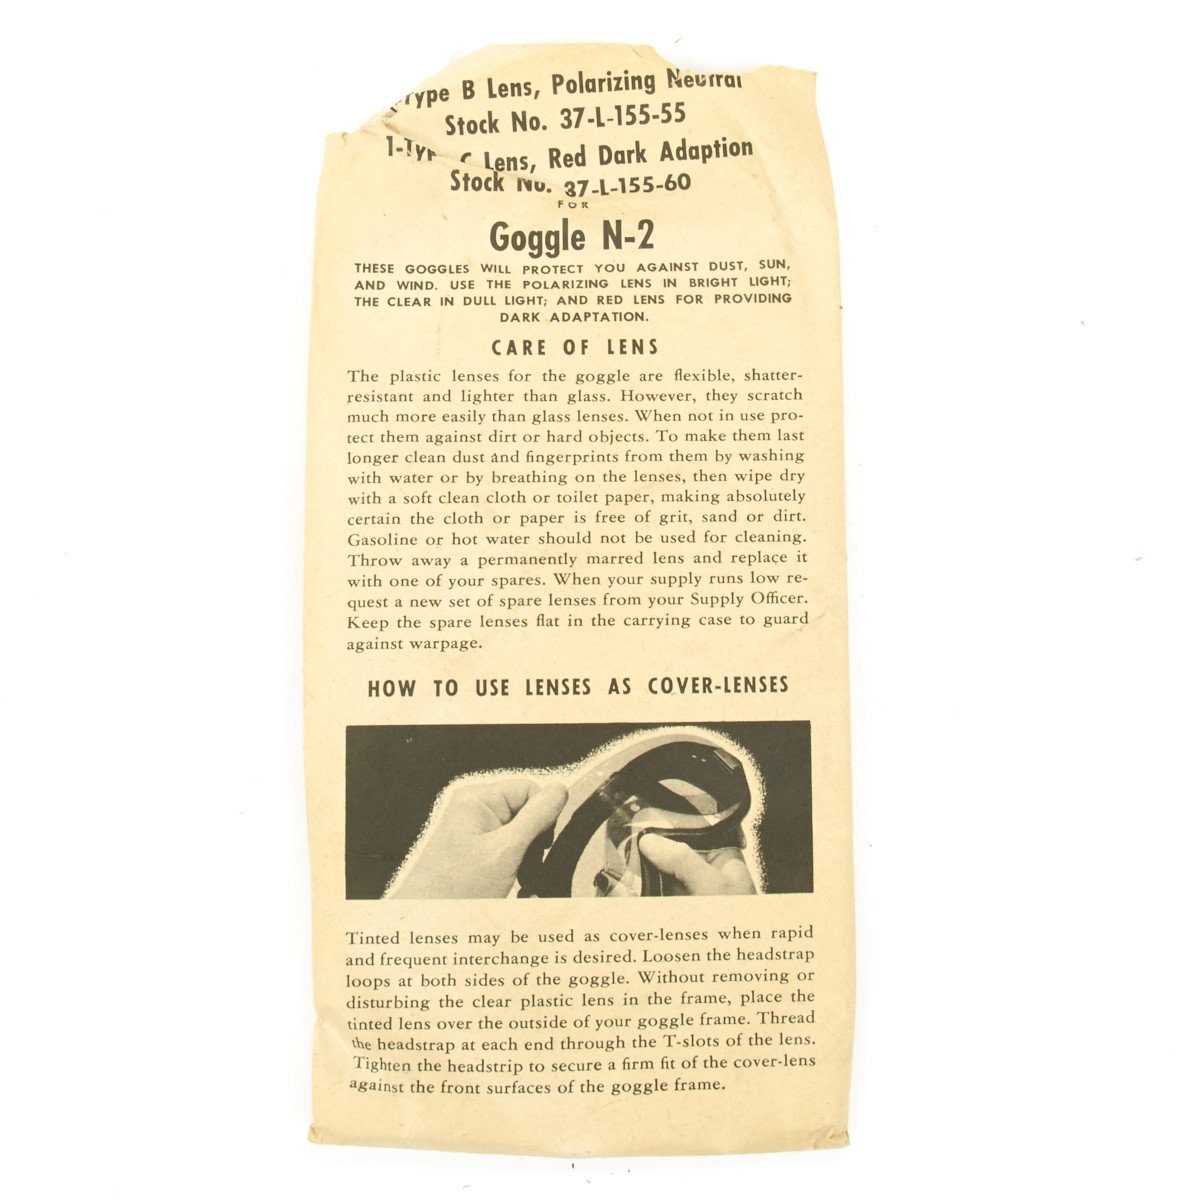 -Type B Lens, Polarizing Neutral
Stock No. 37-L-155-55
1-Type C Lens, Red Dark Adaption
Stock No. 37-L-155-60
FOR
Goggle N-2
THESE GOGGLES WILL PROTECT YOU AGAINST DUST, SUN,
AND WIND. USE THE POLARIZING LENS IN BRIGHT LIGHT;
THE CLEAR IN DULL LIGHT; AND RED LENS FOR PROVIDING
DARK ADAPTATION.
CARE OF LENS
The plastic lenses for the goggle are flexible, shatter-
resistant and lighter than glass. However, they scratch
much more easily than glass lenses. When not in use pro-
tect them against dirt or hard objects. To make them last
longer clean dust and fingerprints from them by washing
with water or by breathing on the lenses, then wipe dry
with a soft clean cloth or toilet paper, making absolutely
certain the cloth or paper is free of grit, sand or dirt.
Gasoline or hot water should not be used for cleaning.
Throw away a permanently marred lens and replace it
with one of your spares. When your supply runs low re-
quest a new set of spare lenses from your Supply Officer.
Keep the spare lenses flat in the carrying case to guard
against warpage.
HOW TO USE LENSES AS COVER-LENSES
Tinted lenses may be used as cover-lenses when rapid
and frequent interchange is desired. Loosen the headstrap
loops at both sides of the goggle. Without removing or
disturbing the clear plastic lens in the frame, place the
tinted lens over the outside of your goggle frame. Thread
the headstrap at each end through the T-slots of the lens.
Tighten the headstrip to secure a firm fit of the cover-lens
against the front surfaces of the goggle frame.